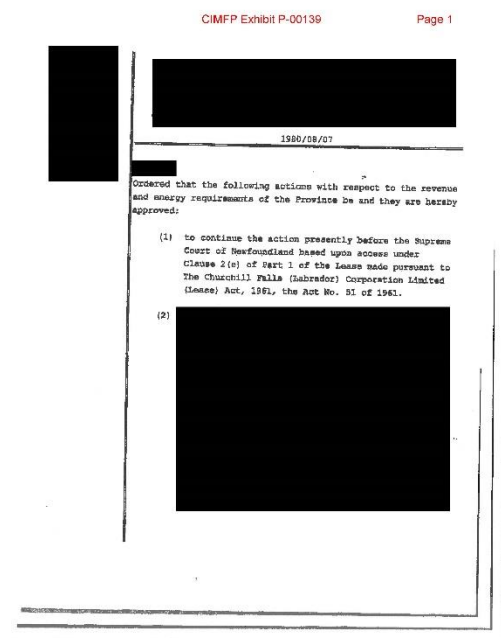 CIMFP Exhibit P-00139 Page 1
1980/08/07
Ordered that the following actions with respect to the revenue
and energy requirements of the Province be and they are hereby
approved:
(1) to continue the action presently before the Supreme
Court of Newfoundland based upon access under
Clause 2(e) of Part 1 of the Lease made pursuant to
The Churchill Falls (Labrador) Corporation Limited
(Lease) Act, 1961, the Act No. 51 of 1961.
(2)